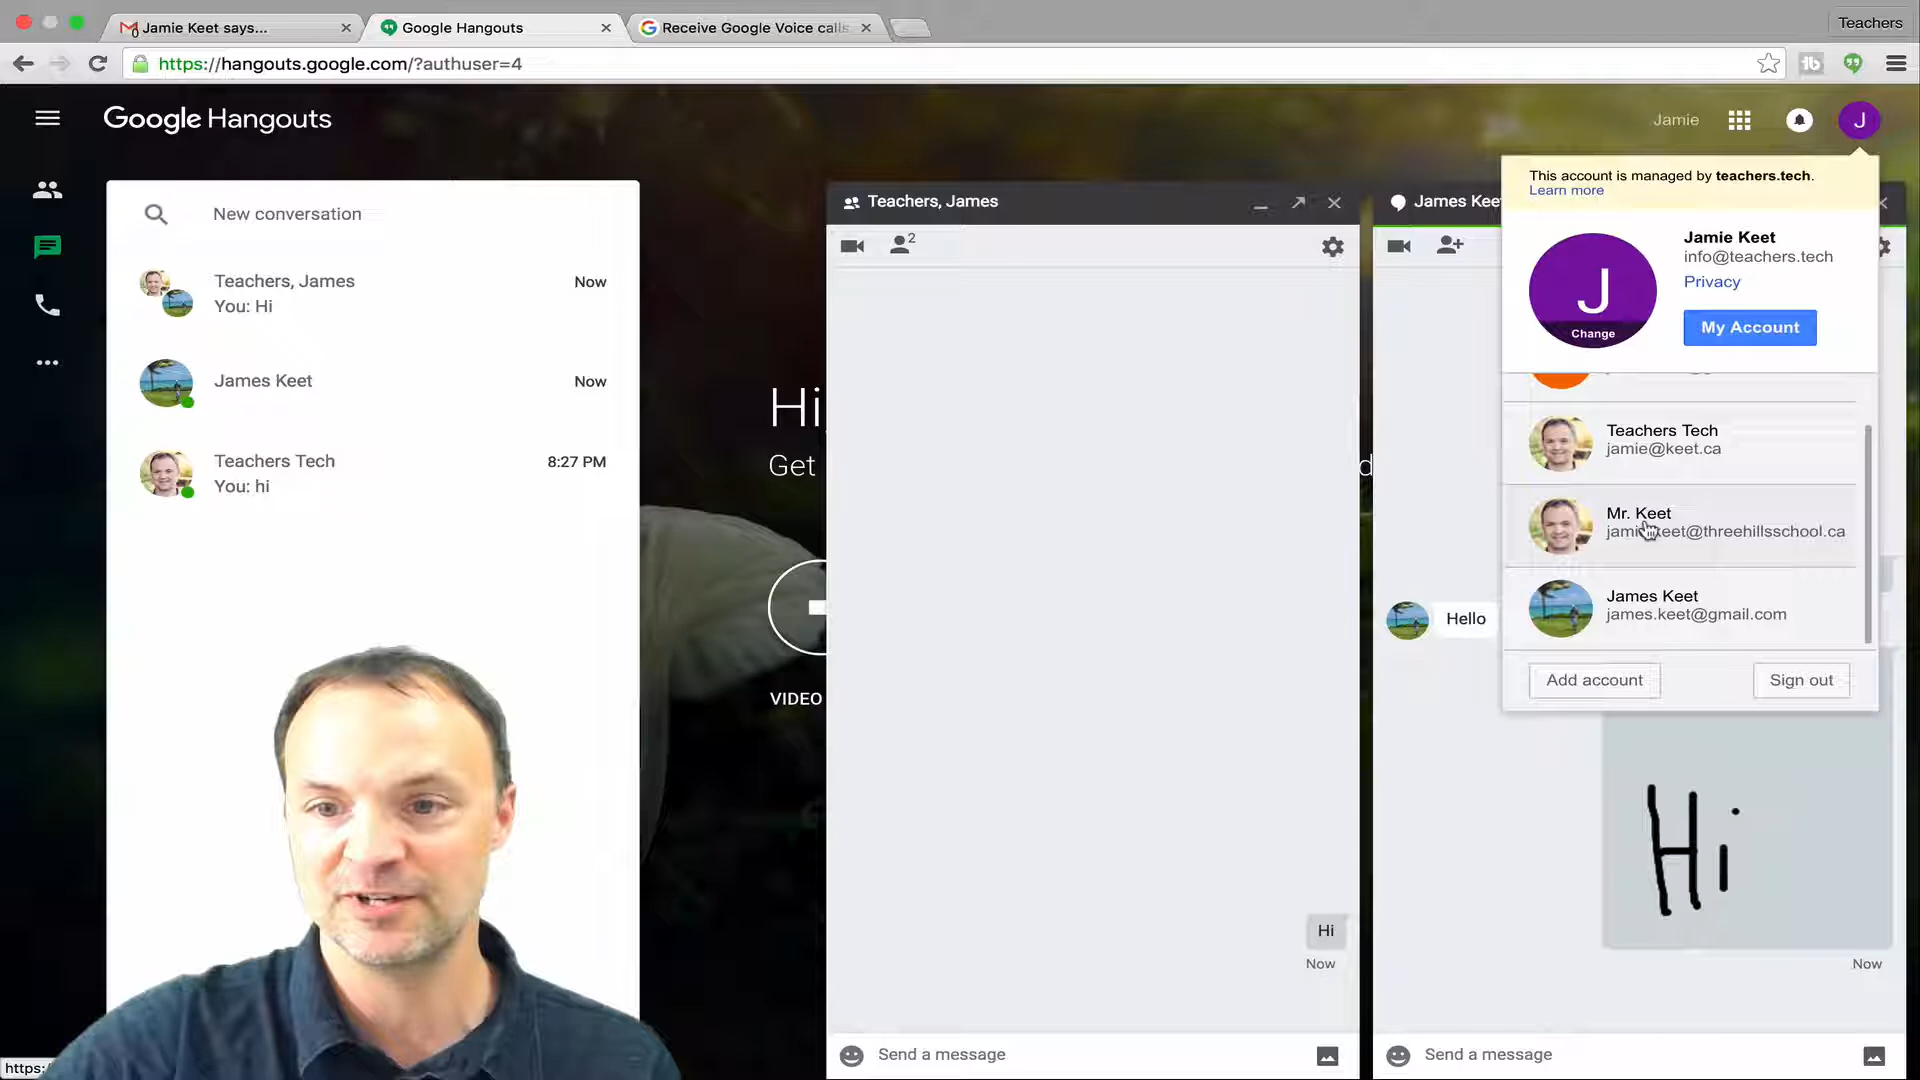 Jamie Keet says...
Google Hangouts
Receive Google Voice calls
Teachers
https://hangouts.google.com/?authuser=4
Google Hangouts
Jamie
J
New conversation
Teachers, James
Now
You: Hi
James Keet
Now
Teachers Tech
8:27 PM
You: hi
Hi,
Get
VIDEO
Teachers, James
2
Hi
Now
Send a message
James Keet
Hello
Hi
Now
Send a message
This account is managed by teachers.tech.
Learn more
J
Change
Jamie Keet
info@teachers.tech
Privacy
My Account
Teachers Tech
jamie@keet.ca
Mr. Keet
@threehillsschool.ca
James Keet
james.keet@gmail.com
Add account
Sign out
https: